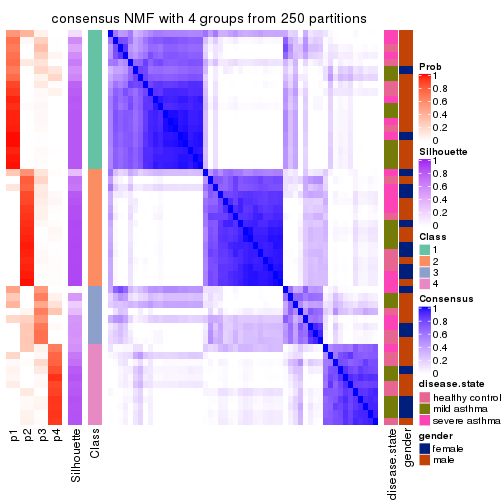 consensus NMF with 4 groups from 250 partitions
p1
p2
p3
p4
Silhouette
Class
disease.state
gender
Prob
1
0.8
0.6
0.4
0.2
0
Silhouette
1
0.8
0.6
0.4
0.2
0
Class
1
2
3
4
Consensus
1
0.8
0.6
0.4
0.2
0
disease.state
healthy control
mild asthma
severe asthma
gender
female
male